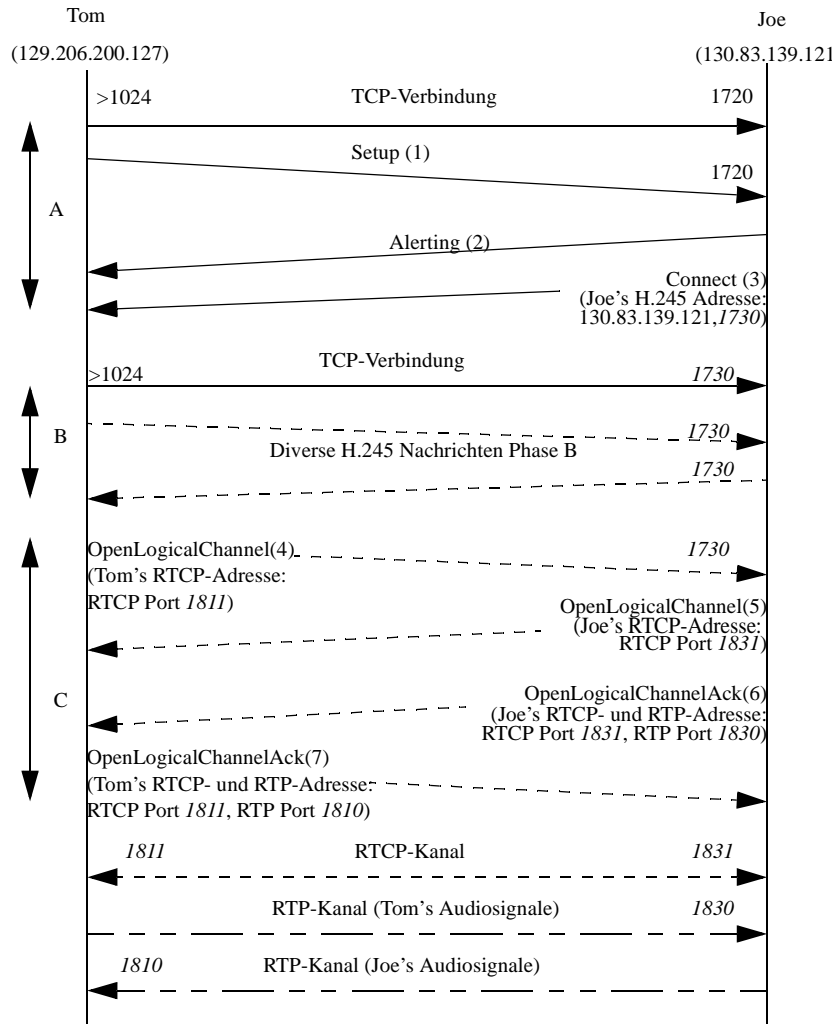 Tom
Joe
(129.206.200.127)
(130.83.139.121
>1024
TCP-Verbindung
1720
Setup (1)
1720
A
Alerting (2)
Connect (3)
(Joe's H.245 Adresse:
130.83.139.121,1730)
TCP-Verbindung
>1024
1730
B
1730
Diverse H.245 Nachrichten Phase B
1730
OpenLogicalChannel(4)
1730
(Tom's RTCP-Adresse:
RTCP Port 1811)
OpenLogicalChannel(5)
(Joe's RTCP-Adresse:
RTCP Port 1831)
C
OpenLogicalChannelAck(6)
(Joe's RTCP- und RTP-Adresse:
RTCP Port 1831, RTP Port 1830)
OpenLogicalChannelAck(7)
(Tom's RTCP- und RTP-Adresse:
RTCP Port 1811, RTP Port 1810)
1811
RTCP-Kanal
1831
RTP-Kanal (Tom's Audiosignale)
1830
1810
RTP-Kanal (Joe's Audiosignale)